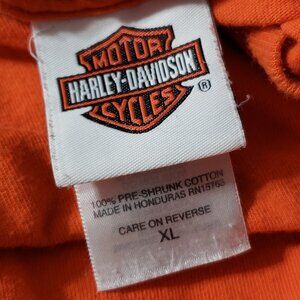 MOTOR
HARLEY-DAVIDSON
CYCLES
®
100% PRE-SHRUNK COTTON
MADE IN HONDURAS RN15763
CARE ON REVERSE
XL